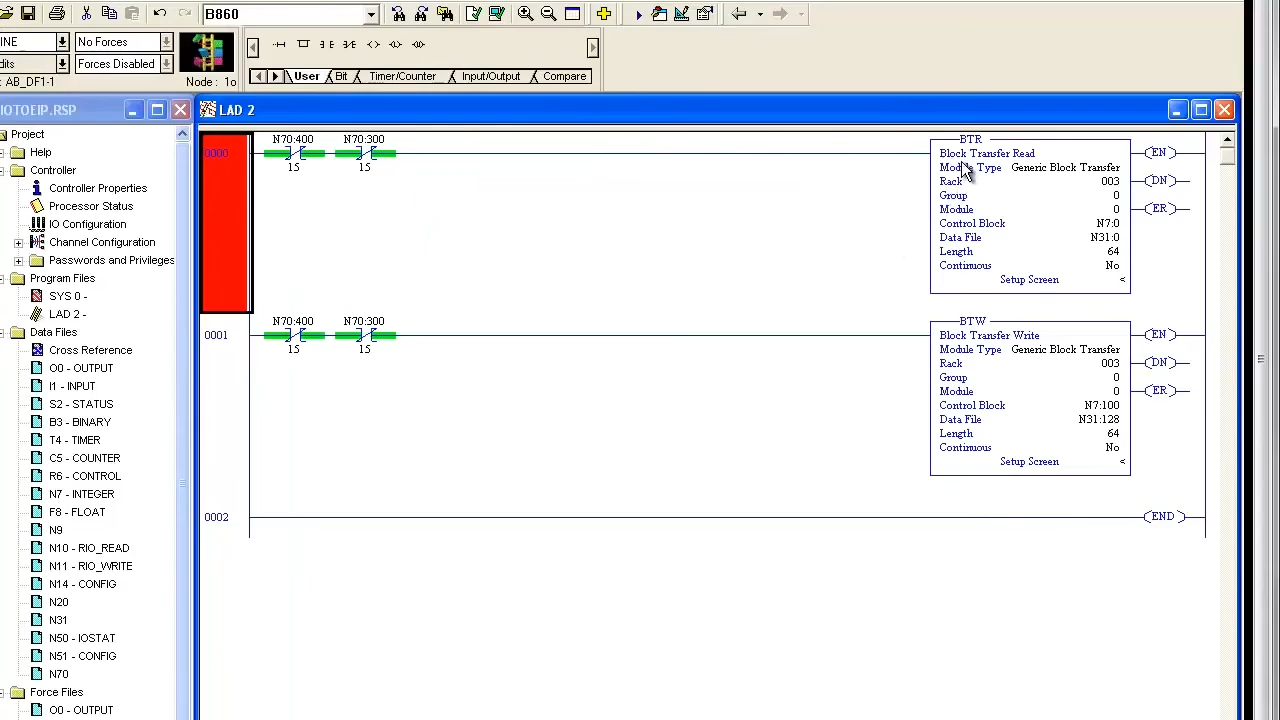 B860
INE_
No Forces
dits
Forces Disabled
: AB_DF1-1
Node : 1o
User
Bit
Timer/Counter
Input/Output
Compare
IOTOEIP.RSP
LAD 2
Project
Help
Controller
Controller Properties
Processor Status
IO Configuration
Channel Configuration
Passwords and Privileges
Program Files
SYS 0 -
LAD 2 -
Data Files
Cross Reference
O0 - OUTPUT
I1 - INPUT
S2 - STATUS
B3 - BINARY
T4 - TIMER
C5 - COUNTER
R6 - CONTROL
N7 - INTEGER
F8 - FLOAT
N9
N10 - RIO_READ
N11 - RIO_WRITE
N14 - CONFIG
N20
N31
N50 - IOSTAT
N51 - CONFIG
N70
Force Files
O0 - OUTPUT
0000
N70:400 N70:300
15 15
BTR
Block Transfer Read
Module Type Generic Block Transfer
Rack 003
Group 0
Module 0
Control Block N7:0
Data File N31:0
Length 64
Continuous No
Setup Screen <
EN
DN
ER
0001
N70:400 N70:300
15 15
BTW
Block Transfer Write
Module Type Generic Block Transfer
Rack 003
Group 0
Module 0
Control Block N7:100
Data File N31:128
Length 64
Continuous No
Setup Screen <
EN
DN
ER
0002
END